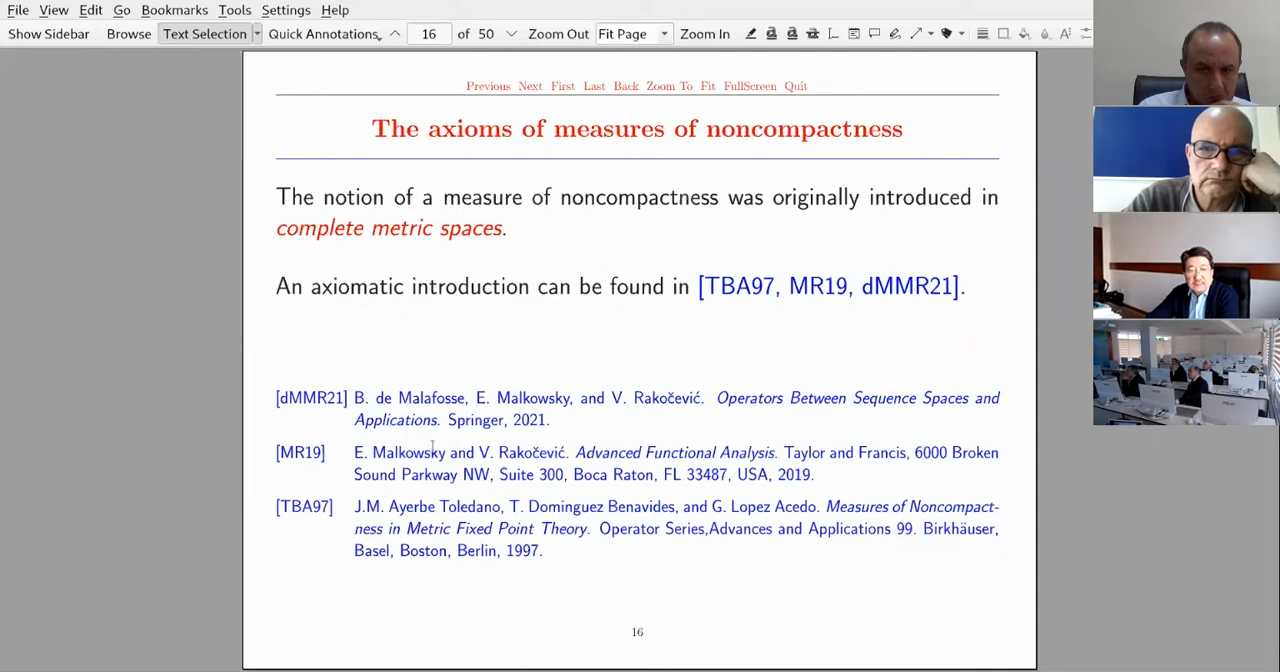 File View Edit Go Bookmarks Tools Settings Help
Show Sidebar Browse Text Selection Quick Annotations 16 of 50 Zoom Out Fit Page Zoom In
Previous Next First Last Back Zoom To Fit FullScreen Quit
The axioms of measures of noncompactness
The notion of a measure of noncompactness was originally introduced in
complete metric spaces.
An axiomatic introduction can be found in [TBA97, MR19, dMMR21].
[dMMR21] B. de Malafosse, E. Malkowsky, and V. Rakočević. Operators Between Sequence Spaces and
Applications. Springer, 2021.
[MR19] E. Malkowsky and V. Rakočević. Advanced Functional Analysis. Taylor and Francis, 6000 Broken
Sound Parkway NW, Suite 300, Boca Raton, FL 33487, USA, 2019.
[TBA97] J.M. Ayerbe Toledano, T. Dominguez Benavides, and G. Lopez Acedo. Measures of Noncompact-
ness in Metric Fixed Point Theory. Operator Series,Advances and Applications 99. Birkhäuser,
Basel, Boston, Berlin, 1997.
16